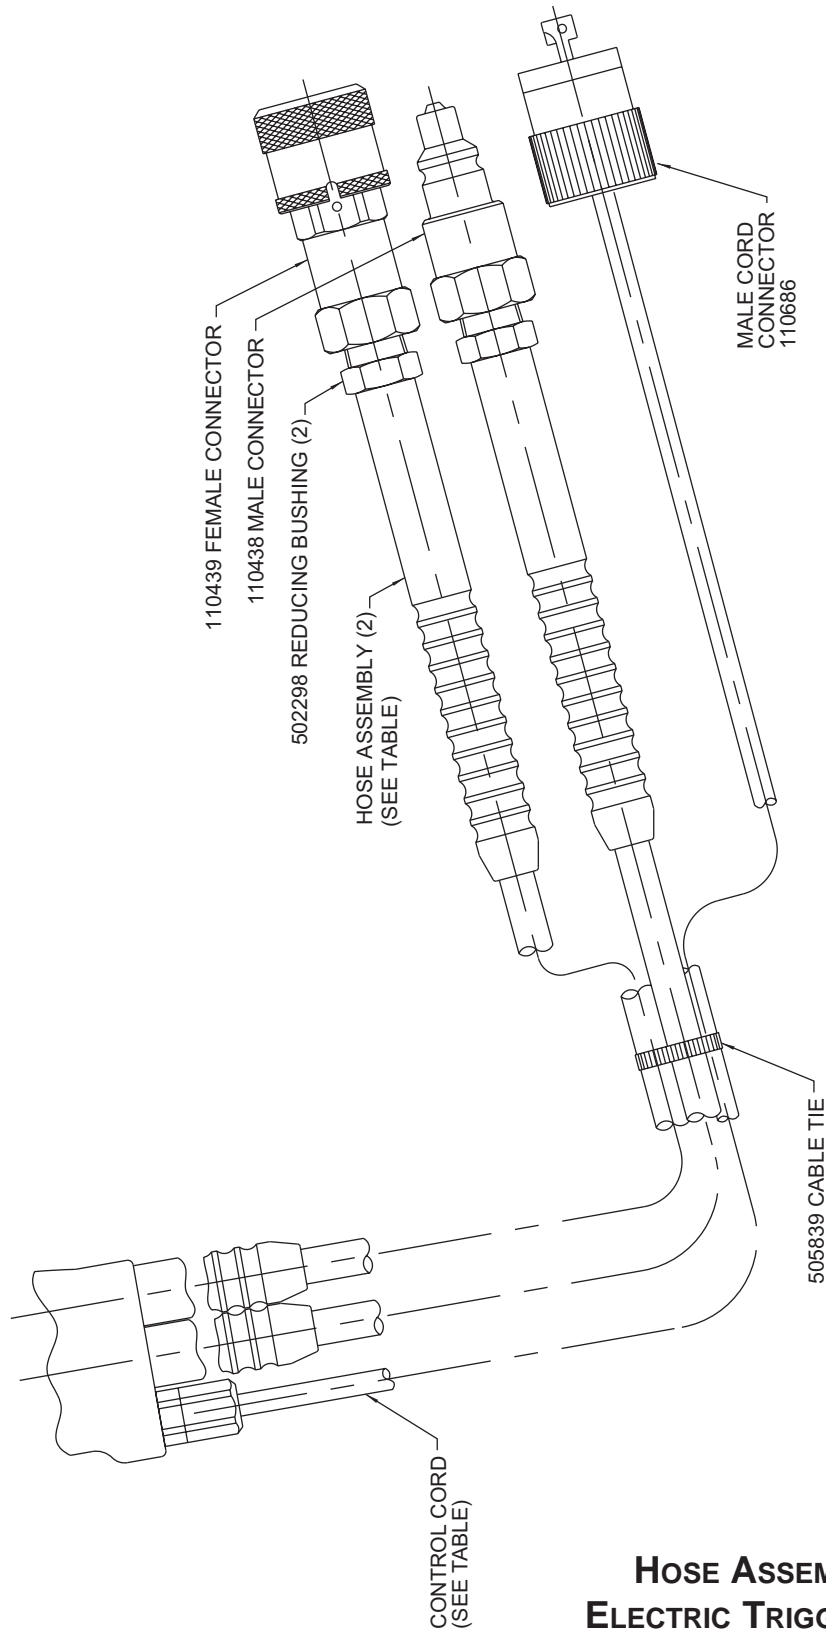 110439 FEMALE CONNECTOR
110438 MALE CONNECTOR
502298 REDUCING BUSHING (2)
HOSE ASSEMBLY (2)
(SEE TABLE)
MALE CORD
CONNECTOR
110686
505839 CABLE TIE
CONTROL CORD
(SEE TABLE)
HOSE ASSEM
ELECTRIC TRIG